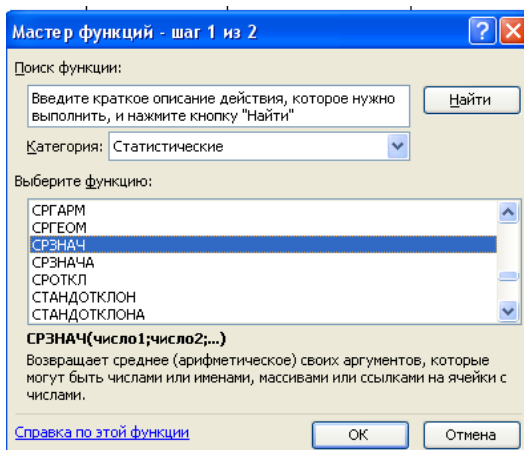 Мастер функций - шаг 1 из 2
Поиск функции:
Введите краткое описание действия, которое нужно
выполнить, и нажмите кнопку "Найти"
Найти
Категория: Статистические
Выберите функцию:
СРГАРМ
СРГЕОМ
СРЗНАЧ
СРЗНАЧА
СРОТКЛ
СТАНДОТКЛОН
СТАНДОТКЛОНА
СРЗНАЧ(число1;число2;...)
Возвращает среднее (арифметическое) своих аргументов, которые
могут быть числами или именами, массивами или ссылками на ячейки с
числами.
Справка по этой функции
ОК
Отмена